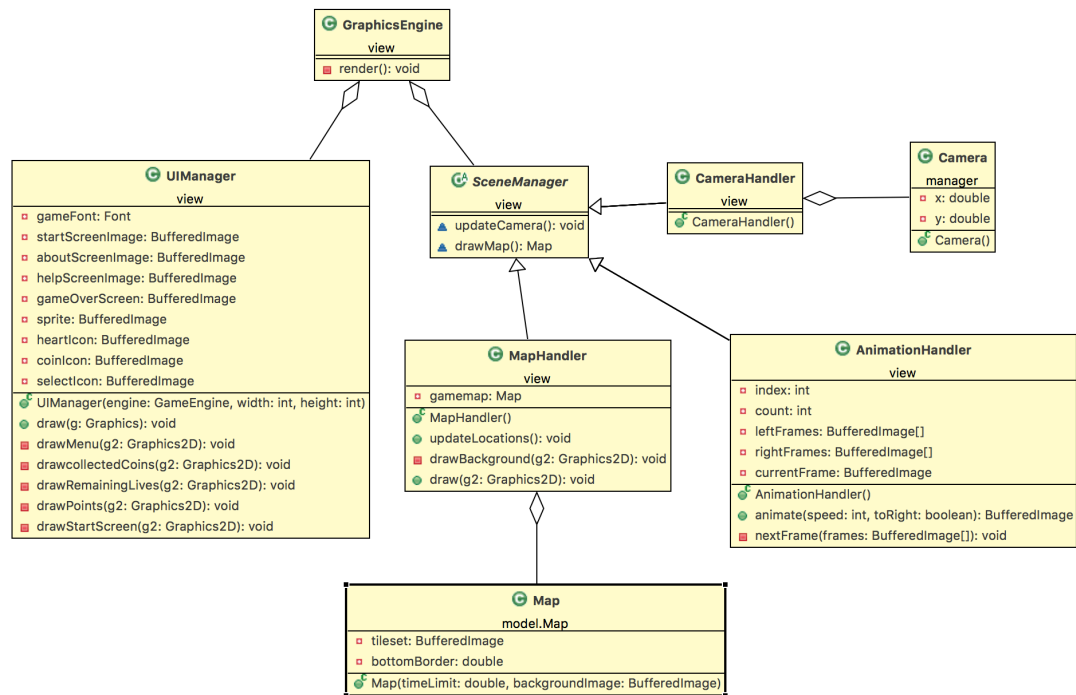 GraphicsEngine
view
render(): void
UIManager
view
gameFont: Font
startScreenImage: BufferedImage
aboutScreenImage: BufferedImage
helpScreenImage: BufferedImage
gameOverScreen: BufferedImage
sprite: BufferedImage
heartIcon: BufferedImage
coinIcon: BufferedImage
selectIcon: BufferedImage
UIManager(engine: GameEngine, width: int, height: int)
draw(g: Graphics): void
drawMenu(g2: Graphics2D): void
drawcollectedCoins(g2: Graphics2D): void
drawRemainingLives(g2: Graphics2D): void
drawPoints(g2: Graphics2D): void
drawStartScreen(g2: Graphics2D): void
SceneManager
view
updateCamera(): void
drawMap(): Map
CameraHandler
view
CameraHandler()
Camera
manager
x: double
y: double
Camera()
MapHandler
view
gamemap: Map
MapHandler()
updateLocations(): void
drawBackground(g2: Graphics2D): void
draw(g2: Graphics2D): void
AnimationHandler
view
index: int
count: int
leftFrames: BufferedImage[]
rightFrames: BufferedImage[]
currentFrame: BufferedImage
AnimationHandler()
animate(speed: int, toRight: boolean): BufferedImage
nextFrame(frames: BufferedImage[]): void
Map
model.Map
tileset: BufferedImage
bottomBorder: double
Map(timeLimit: double, backgroundImage: BufferedImage)